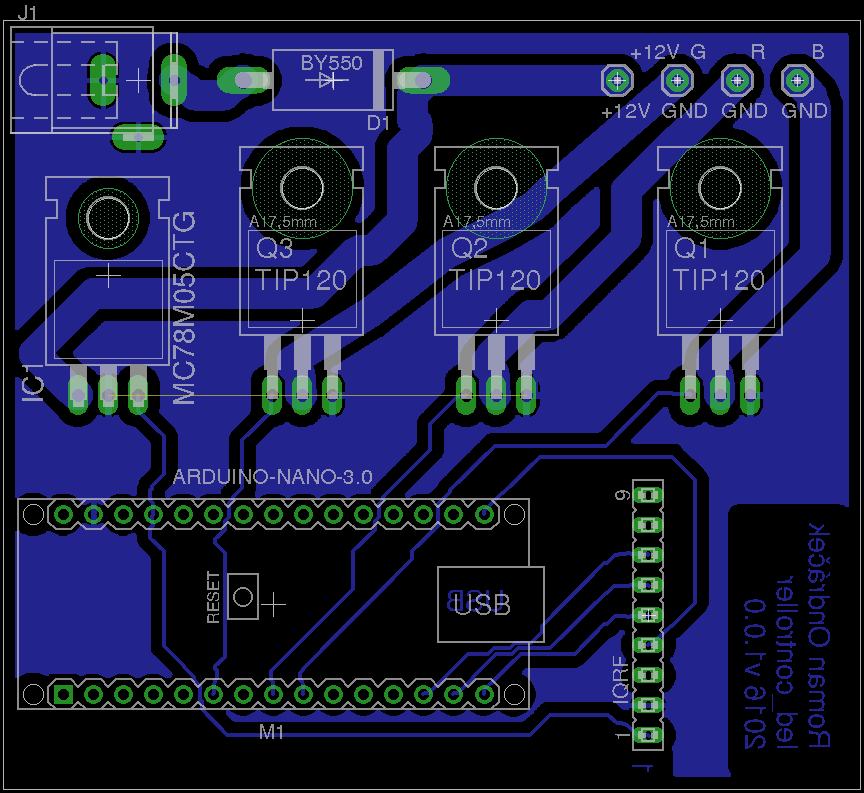 J1
BY550
D1
+12V G R B
+12V GND GND GND
A17,5mm
Q3
TIP120
A17,5mm
Q2
TIP120
A17,5mm
Q1
TIP120
IC1
MC78M05CTG
ARDUINO-NANO-3.0
RESET
USB
USB
M1
9
IQRF
1
1
Roman Ondráček
led_controller
2016 v1.0.0